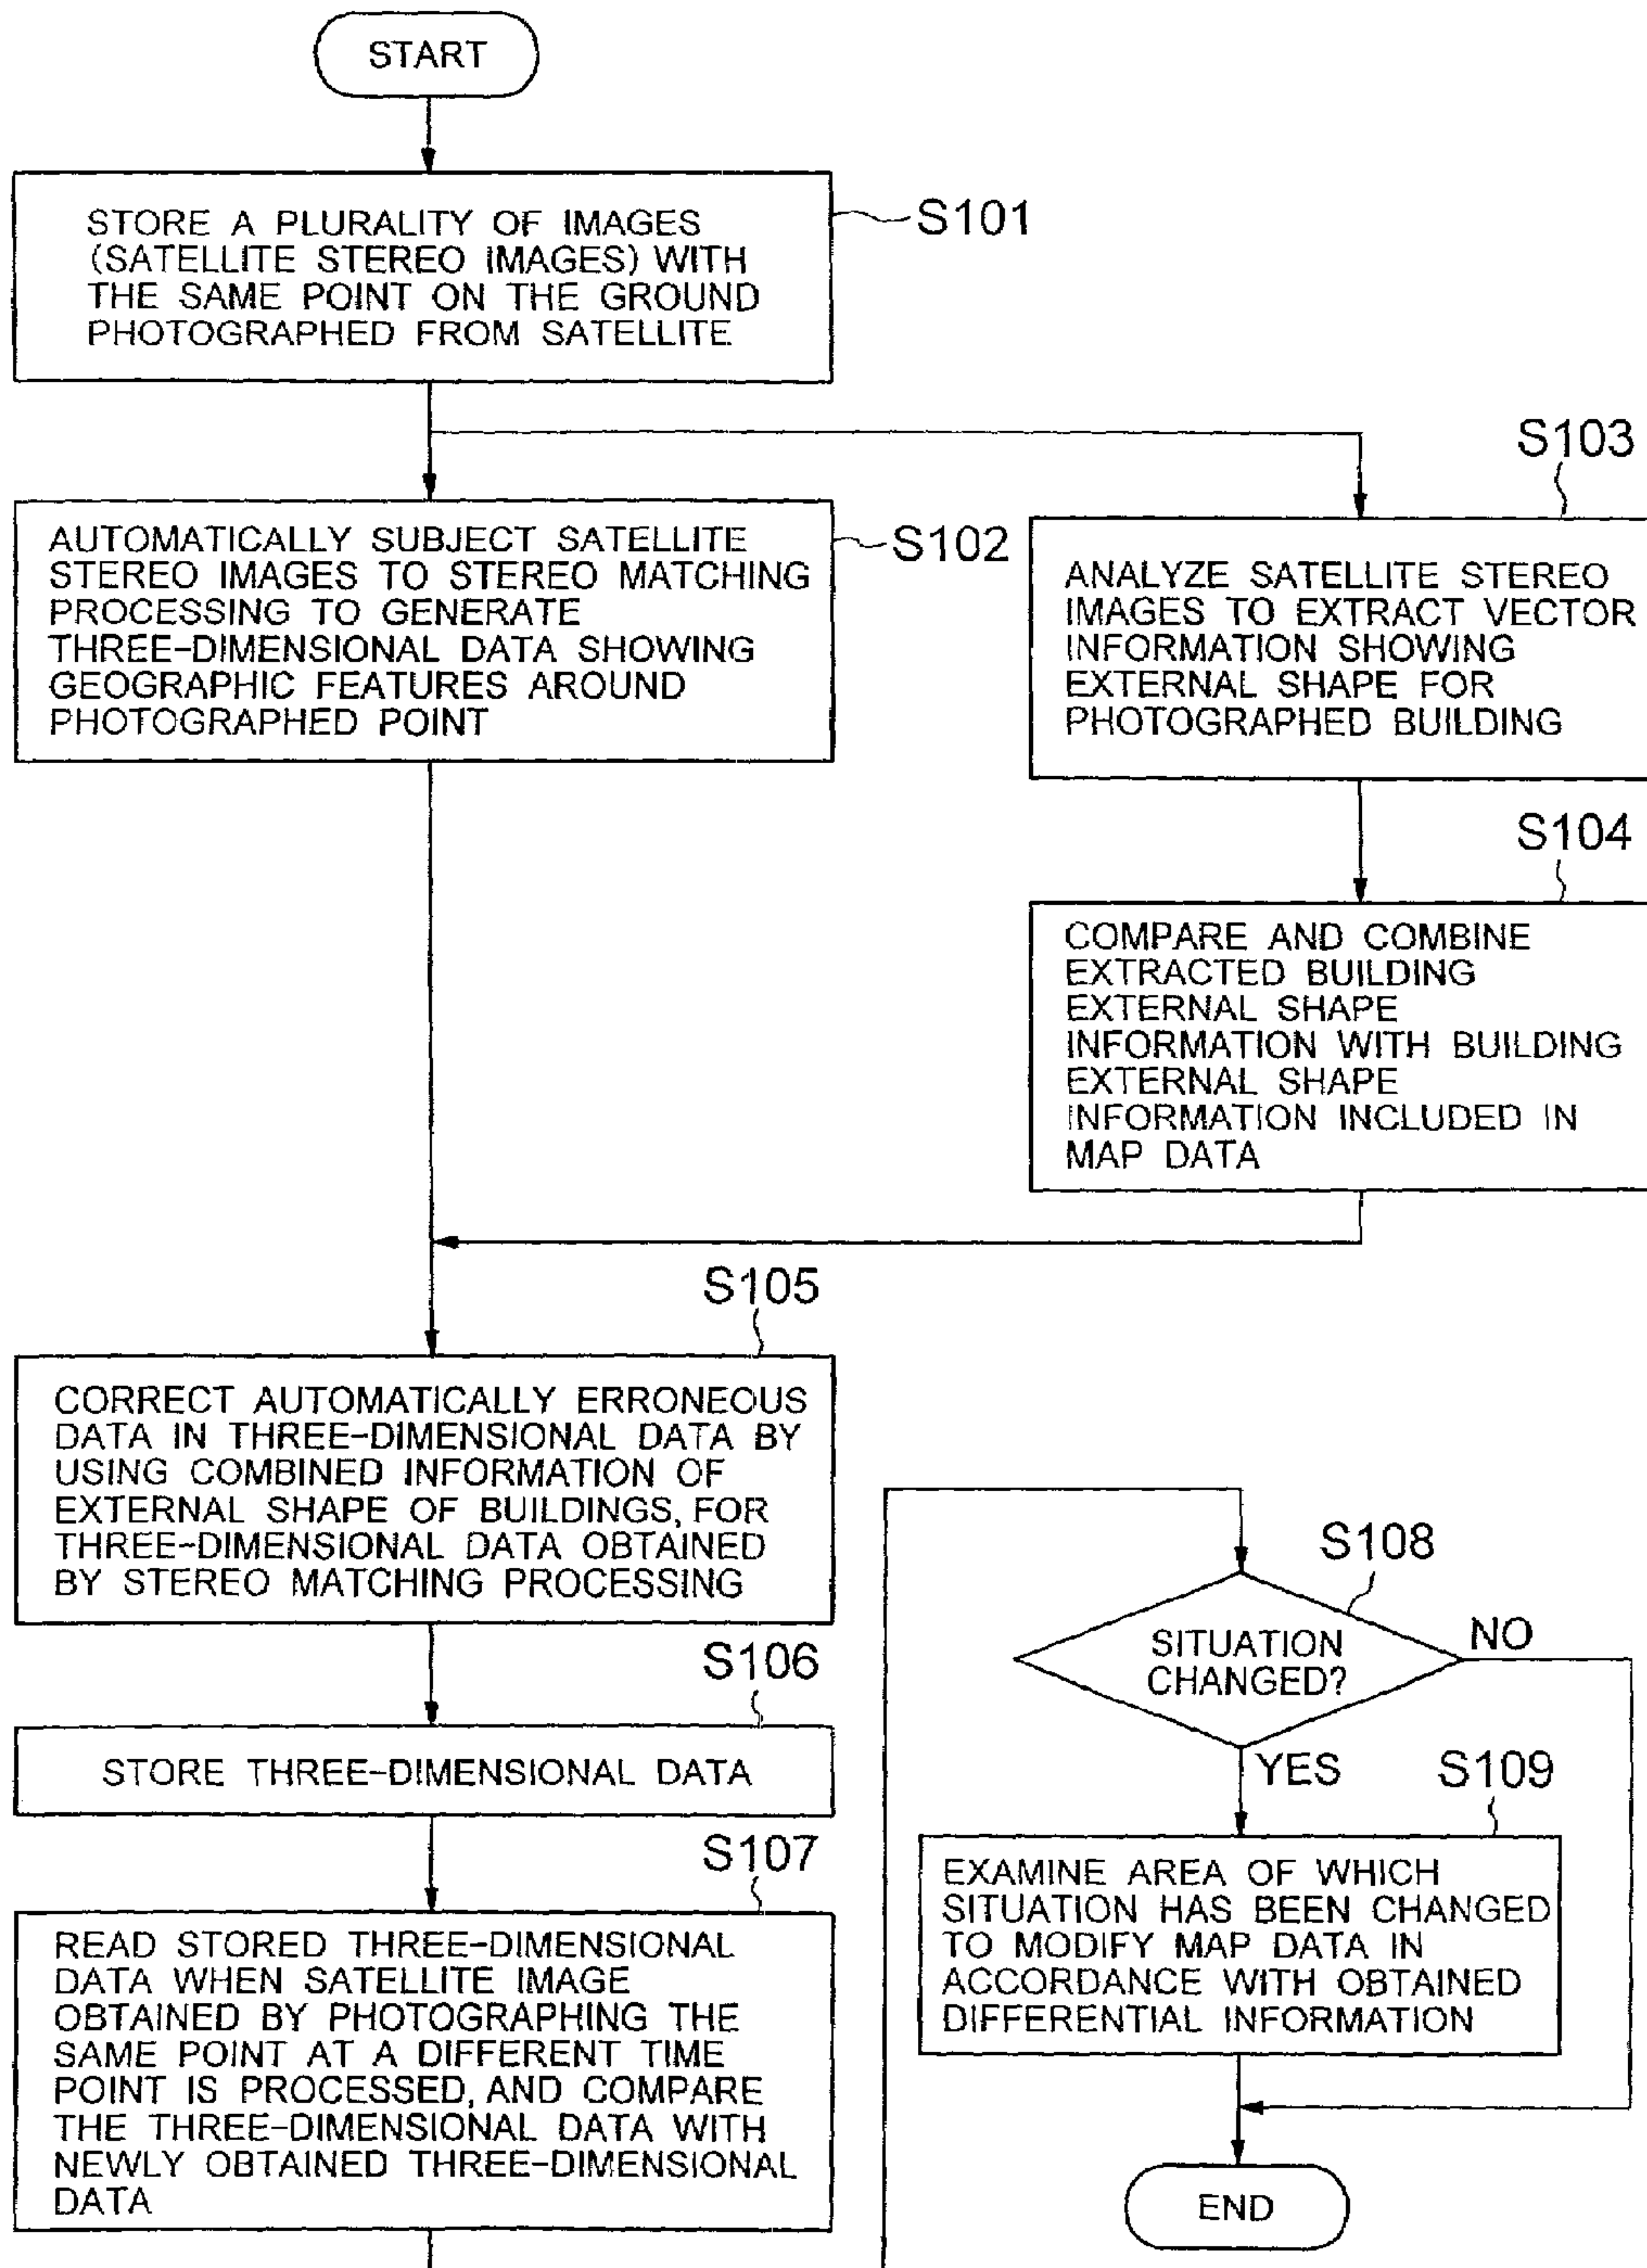 START
STORE A PLURALITY OF IMAGES
(SATELLITE STEREO IMAGES) WITH
THE SAME POINT ON THE GROUND
PHOTOGRAPHED FROM SATELLITE
S101
AUTOMATICALLY SUBJECT SATELLITE
STEREO IMAGES TO STEREO MATCHING
PROCESSING TO GENERATE
THREE-DIMENSIONAL DATA SHOWING
GEOGRAPHIC FEATURES AROUND
PHOTOGRAPHED POINT
S102
S103
ANALYZE SATELLITE STEREO
IMAGES TO EXTRACT VECTOR
INFORMATION SHOWING
EXTERNAL SHAPE FOR
PHOTOGRAPHED BUILDING
S104
COMPARE AND COMBINE
EXTRACTED BUILDING
EXTERNAL SHAPE
INFORMATION WITH BUILDING
EXTERNAL SHAPE
INFORMATION INCLUDED IN
MAP DATA
S105
CORRECT AUTOMATICALLY ERRONEOUS
DATA IN THREE-DIMENSIONAL DATA BY
USING COMBINED INFORMATION OF
EXTERNAL SHAPE OF BUILDINGS, FOR
THREE-DIMENSIONAL DATA OBTAINED
BY STEREO MATCHING PROCESSING
S106
STORE THREE-DIMENSIONAL DATA
S107
READ STORED THREE-DIMENSIONAL
DATA WHEN SATELLITE IMAGE
OBTAINED BY PHOTOGRAPHING THE
SAME POINT AT A DIFFERENT TIME
POINT IS PROCESSED, AND COMPARE
THE THREE-DIMENSIONAL DATA WITH
NEWLY OBTAINED THREE-DIMENSIONAL
DATA
S108
SITUATION
CHANGED?
NO
YES
S109
EXAMINE AREA OF WHICH
SITUATION HAS BEEN CHANGED
TO MODIFY MAP DATA IN
ACCORDANCE WITH OBTAINED
DIFFERENTIAL INFORMATION
END